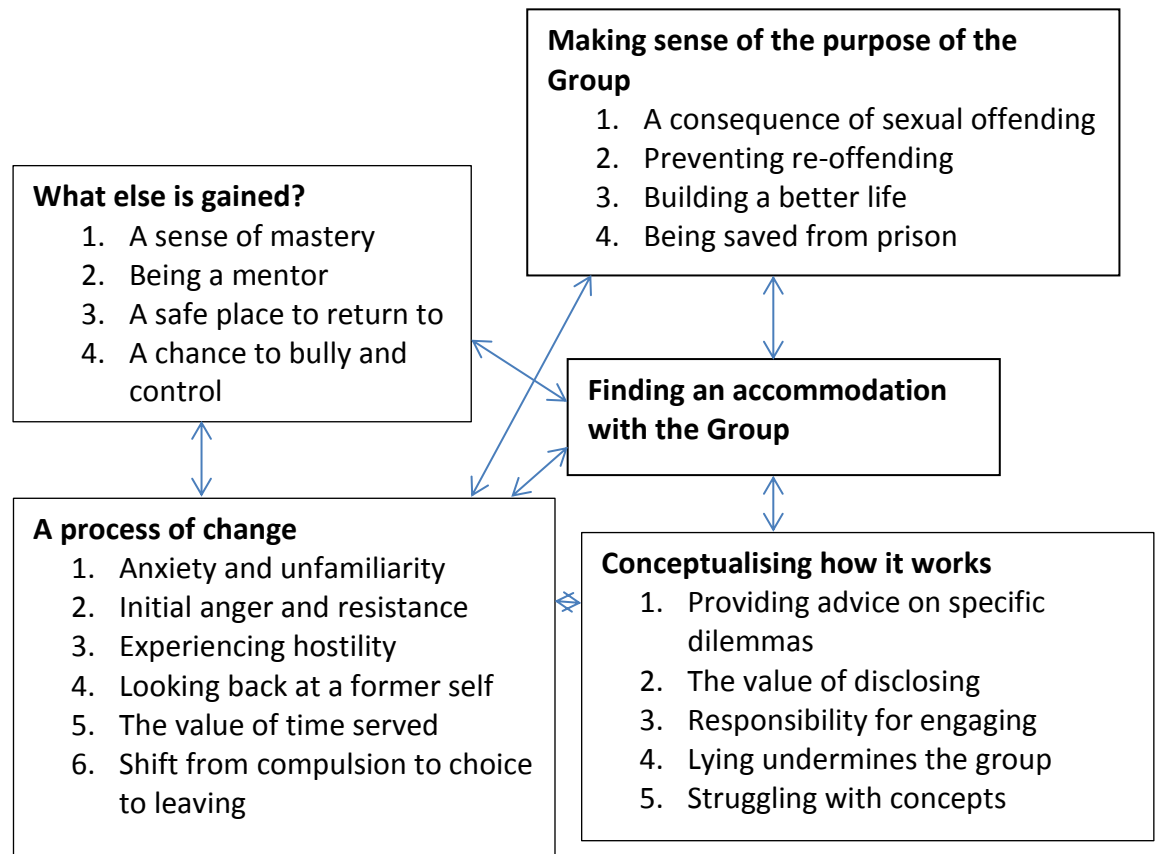 Making sense of the purpose of the
Group
1. A consequence of sexual offending
2. Preventing re-offending
3. Building a better life
4. Being saved from prison
What else is gained?
1. A sense of mastery
2. Being a mentor
3. A safe place to return to
4. A chance to bully and
control
Finding an accommodation
with the Group
A process of change
1. Anxiety and unfamiliarity
2. Initial anger and resistance
3. Experiencing hostility
4. Looking back at a former self
5. The value of time served
6. Shift from compulsion to choice
to leaving
Conceptualising how it works
1. Providing advice on specific
dilemmas
2. The value of disclosing
3. Responsibility for engaging
4. Lying undermines the group
5. Struggling with concepts